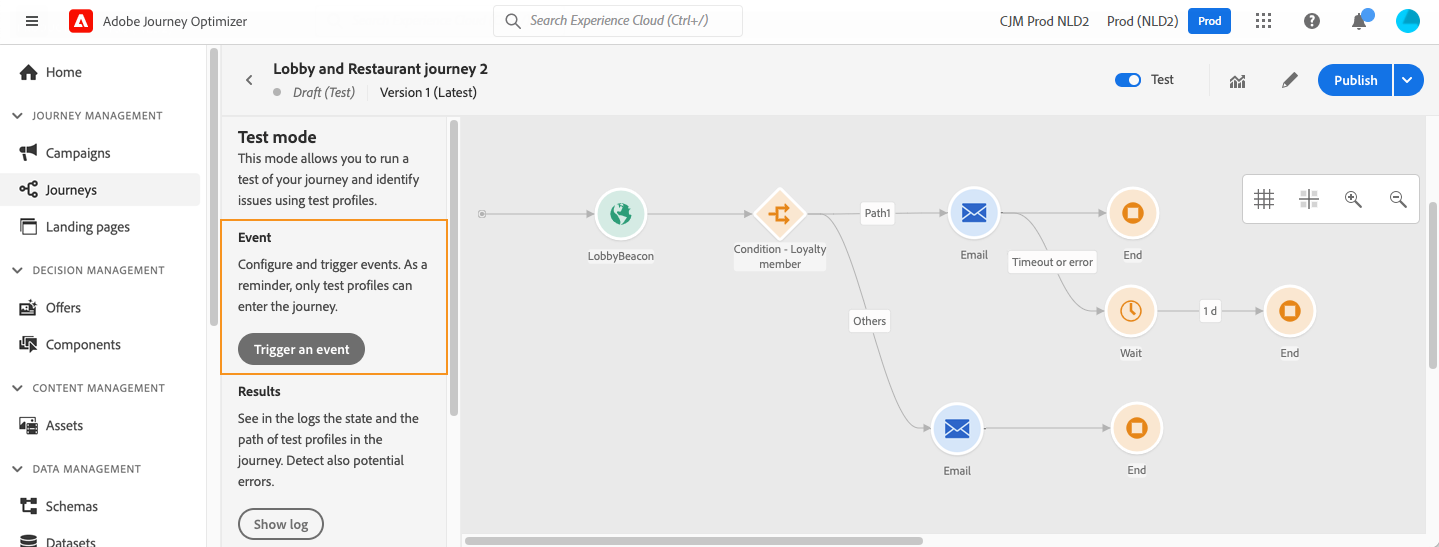 Adobe Journey Optimizer
Search Experience Cloud (Ctrl+/)
CJM Prod NLD2
Prod (NLD2)
Prod
Home
JOURNEY MANAGEMENT
Campaigns
Journeys
Landing pages
DECISION MANAGEMENT
Offers
Components
CONTENT MANAGEMENT
Assets
DATA MANAGEMENT
Schemas
Datasets
Lobby and Restaurant journey 2
Draft (Test)
Version 1 (Latest)
Test
Publish
Test mode
This mode allows you to run a
test of your journey and identify
issues using test profiles.
Event
Configure and trigger events. As a
reminder, only test profiles can
enter the journey.
Trigger an event
Results
See in the logs the state and the
path of test profiles in the
journey. Detect also potential
errors.
Show log
LobbyBeacon
Condition - Loyalty
member
Path1
Email
End
Timeout or error
Wait
1 d
End
Others
Email
End